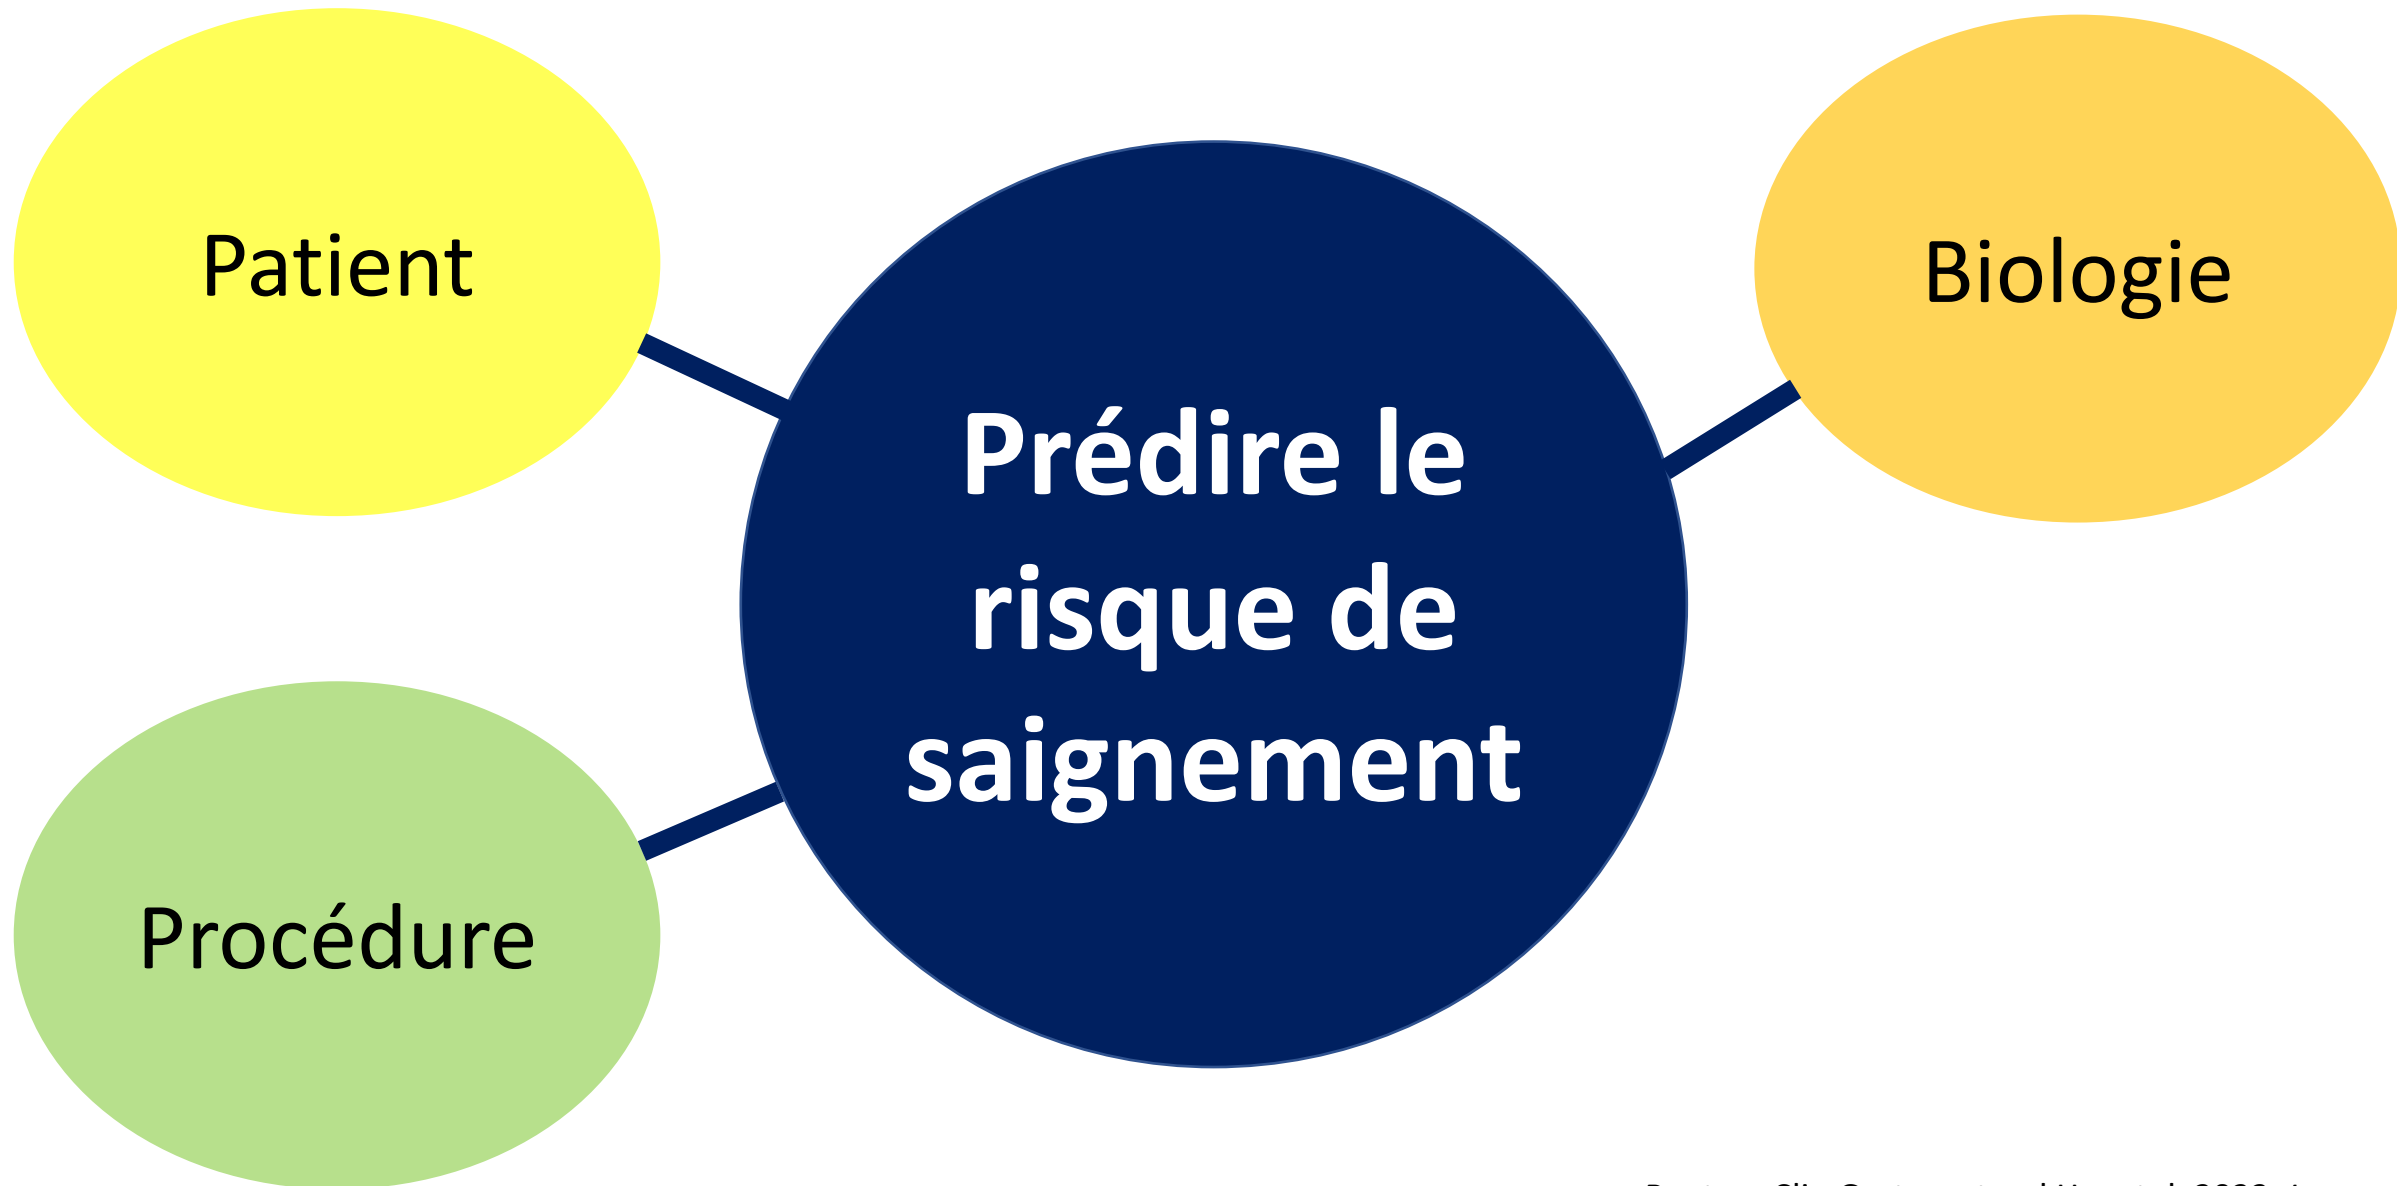 Patient
Biologie
Prédire le
risque de
saignement
Procédure